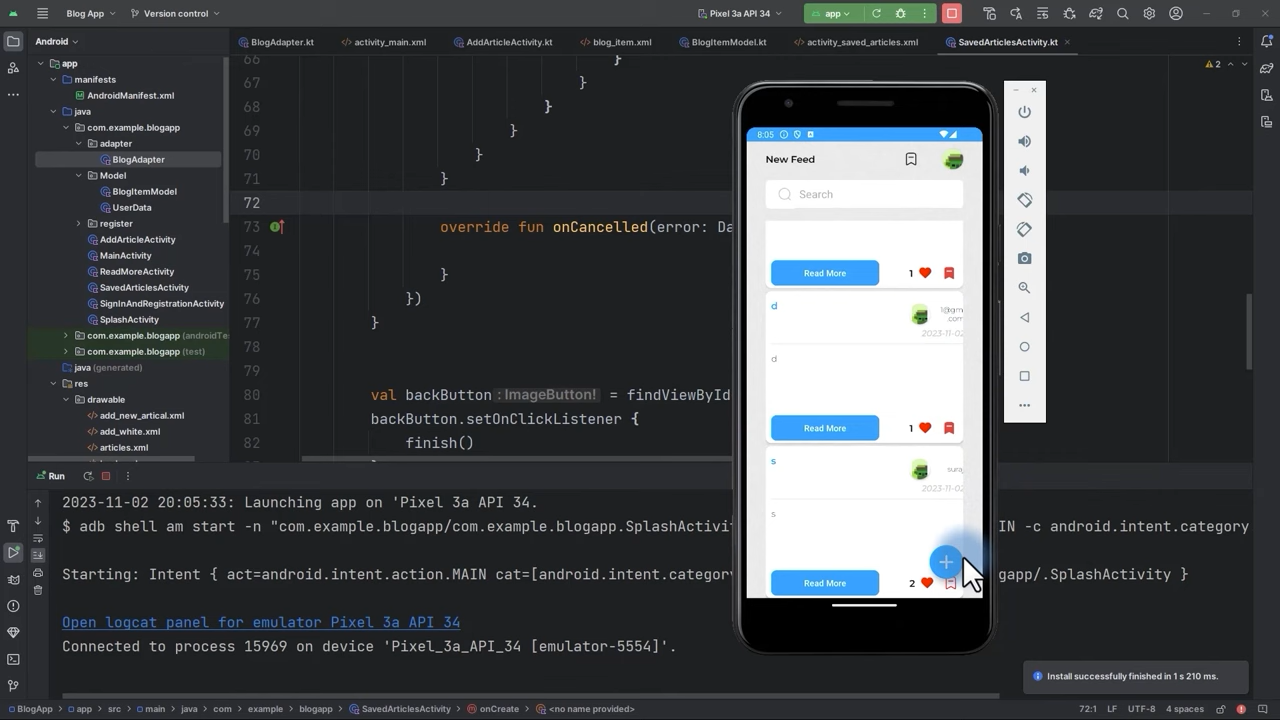 Blog App
Version control
Pixel 3a API 34
app
Android
BlogAdapter.kt
activity_main.xml
AddArticleActivity.kt
blog_item.xml
BlogItemModel.kt
activity_saved_articles.xml
SavedArticlesActivity.kt
2
app
manifests
AndroidManifest.xml
java
com.example.blogapp
adapter
BlogAdapter
Model
BlogItemModel
UserData
register
AddArticleActivity
MainActivity
ReadMoreActivity
SavedArticlesActivity
SignInAndRegistrationActivity
SplashActivity
com.example.blogapp (androidTe
com.example.blogapp (test)
java (generated)
res
drawable
add_new_artical.xml
add_white.xml
articles.xml
66 }
67 }
68 }
69 }
70 }
71 }
72
73 override fun onCancelled(error: Da
74
75 }
76 })
77 }
78
80 val backButton : ImageButton! = findViewById
81 backButton.setOnClickListener {
82 finish()
8:05
New Feed
Search
Read More 1
d 1@gm
.com
2023-11-02
d
Read More 1
s suraj
2023-11-02
s
+
Read More 2
Run
2023-11-02 20:05:33: Launching app on 'Pixel 3a API 34.
$ adb shell am start -n "com.example.blogapp/com.example.blogapp.SplashActivit IN -c android.intent.category
Starting: Intent { act=android.intent.action.MAIN cat=[android.intent.categor gapp/.SplashActivity }
Open logcat panel for emulator Pixel 3a API 34
Connected to process 15969 on device 'Pixel_3a_API_34 [emulator-5554]'.
Install successfully finished in 1 s 210 ms.
BlogApp
app
src
main
java
com
example
blogapp
SavedArticlesActivity
onCreate
<no name provided>
72:1
LF
UTF-8
4 spaces